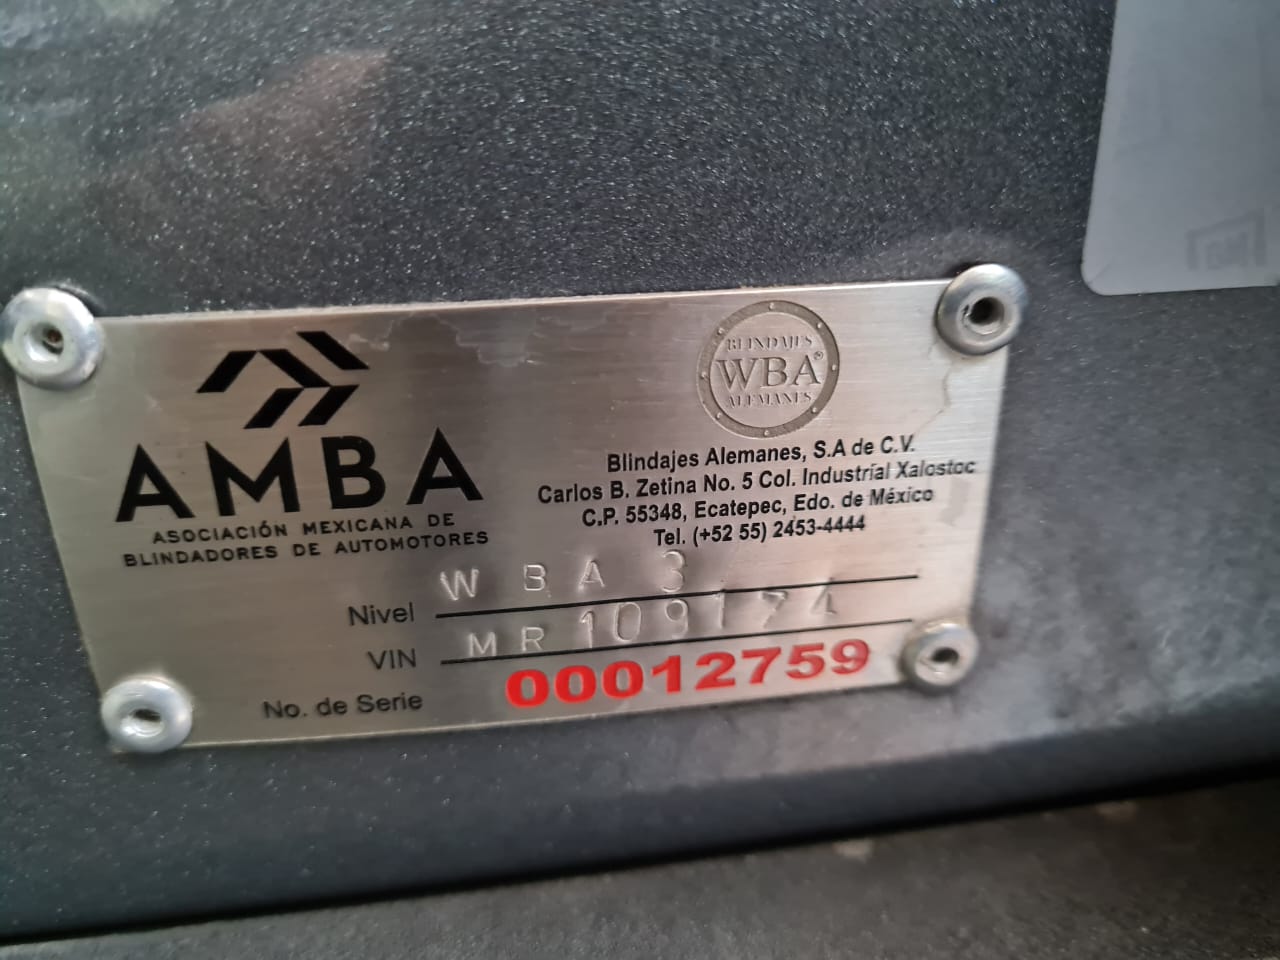 AMBA
ASOCIACIÓN MEXICANA DE
BLINDADORES DE AUTOMOTORES
BLINDAJES
WBA®
ALEMANES
Blindajes Alemanes, S.A de C.V.
Carlos B. Zetina No. 5 Col. Industrial Xalostoc
C.P. 55348, Ecatepec, Edo. de México
Tel. (+52 55) 2453-4444
Nivel WBA 3
VIN MR109174
No. de Serie 00012759